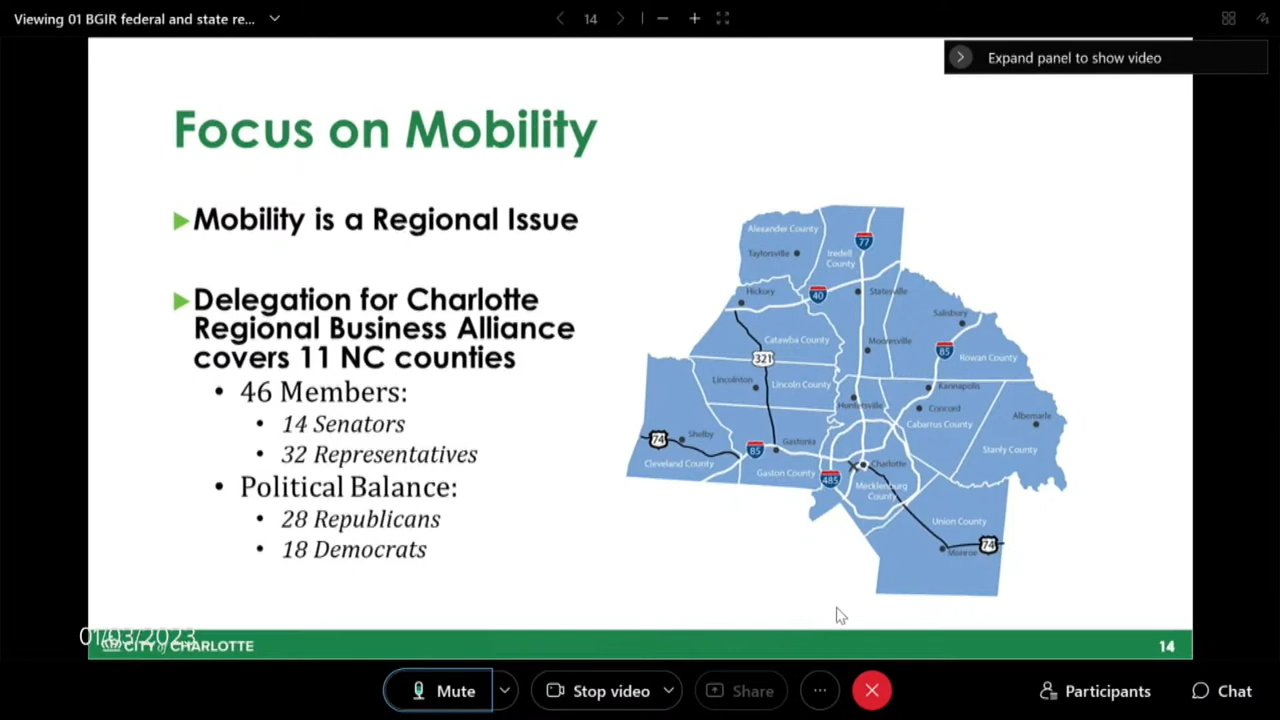 Viewing 01 BGIR federal and state re...
14
Expand panel to show video
Focus on Mobility
Mobility is a Regional Issue
Delegation for Charlotte
Regional Business Alliance
covers 11 NC counties
• 46 Members:
• 14 Senators
• 32 Representatives
• Political Balance:
• 28 Republicans
• 18 Democrats
Alexander County
77
Taylorsville
Iredell
County
Hickory
40
Statesville
Salisbury
Catawba County
Mooresville
85
Rowan County
321
Lincolnton
Lincoln County
Kannapolis
Huntersville
Concord
Albemarle
Cabarrus County
74
Shelby
Gastonia
85
Stanly County
Cleveland County
Gaston County
Charlotte
485
Mecklenburg
County
Union County
Monroe
74
01/03/2023
CITY of CHARLOTTE
14
Mute
Stop video
Share
...
Participants
Chat